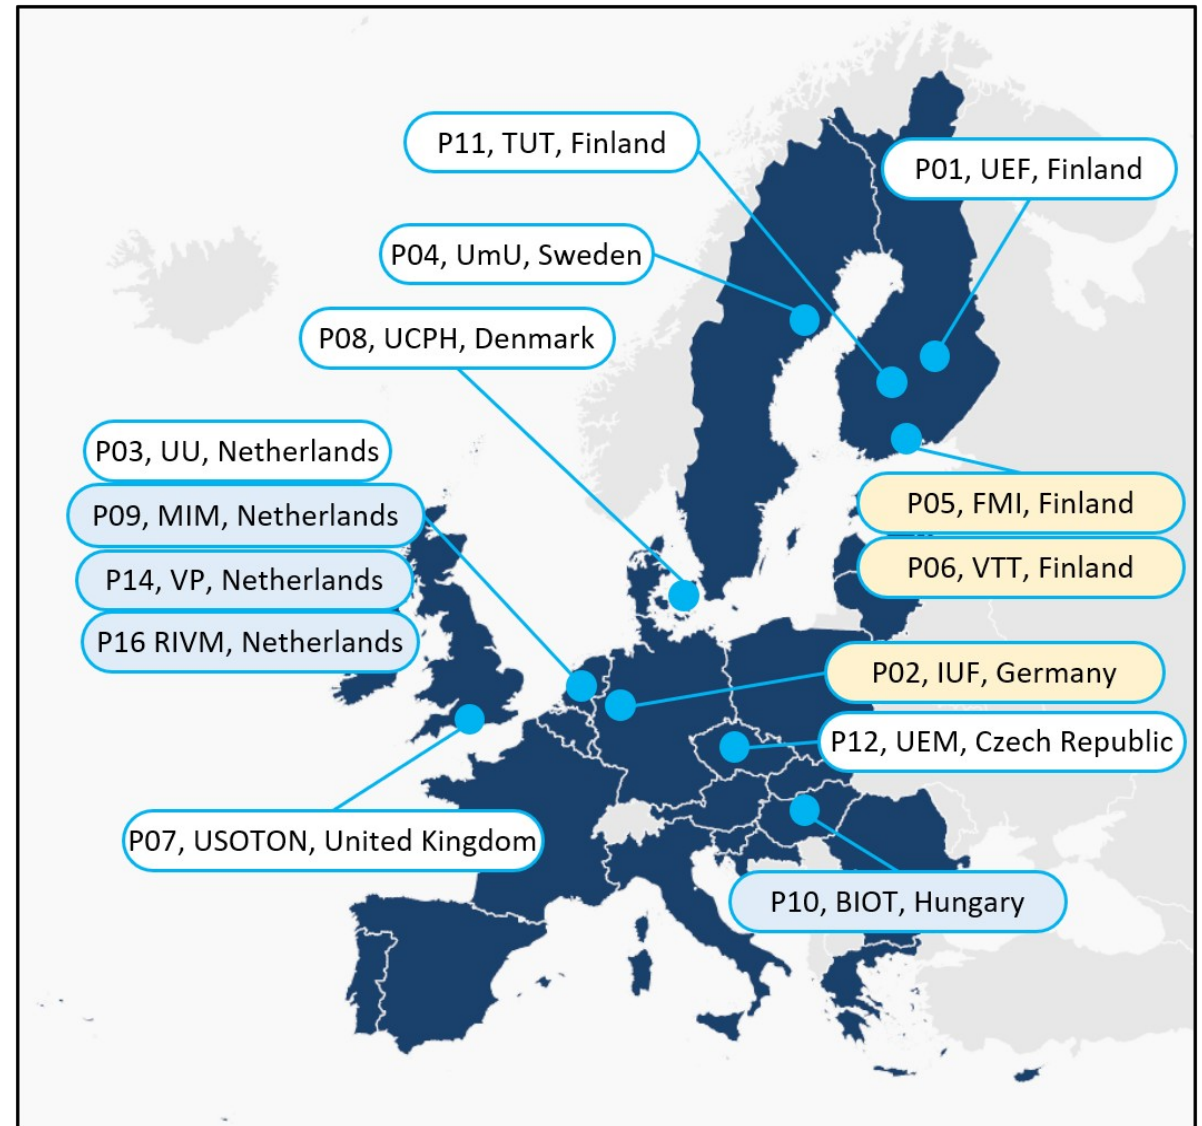 P11, TUT, Finland
P01, UEF, Finland
P04, UmU, Sweden
P08, UCPH, Denmark
P03, UU, Netherlands
P09, MIM, Netherlands
P14, VP, Netherlands
P16 RIVM, Netherlands
P05, FMI, Finland
P06, VTT, Finland
P02, IUF, Germany
P12, UEM, Czech Republic
P07, USOTON, United Kingdom
P10, BIOT, Hungary